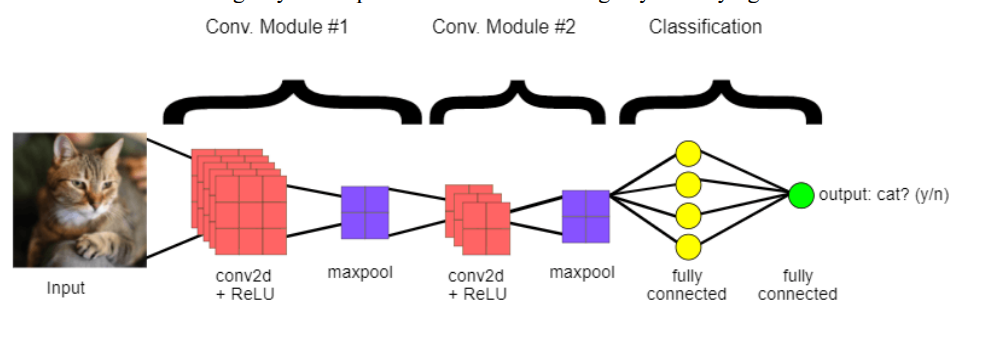 Conv. Module #1
Conv. Module #2
Classification
output: cat? (y/n)
Input
conv2d
+ ReLU
maxpool
conv2d
+ ReLU
maxpool
fully
connected
fully
connected